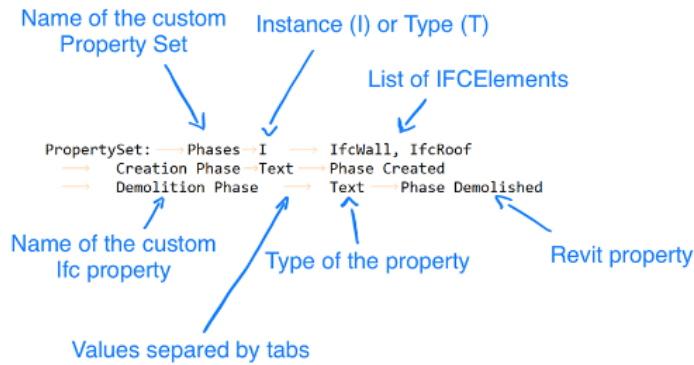 Name of the custom
Property Set
Instance (I) or Type (T)
List of IFCElements
PropertySet: Phases I IfcWall, IfcRoof
Creation Phase Text Phase Created
Demolition Phase Text Phase Demolished
Name of the custom
Ifc property
Type of the property
Revit property
Values separed by tabs